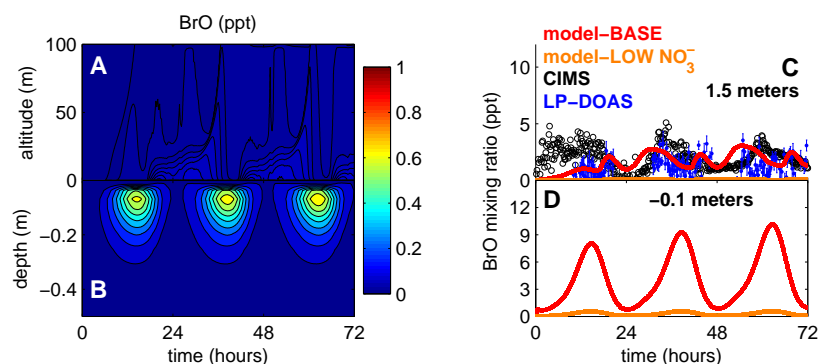 BrO (ppt)
A
100
50
0
altitude (m)
B
−0.2
−0.4
depth (m)
0 24 48 72
time (hours)
1
0.8
0.6
0.4
0.2
0
model−BASE
model−LOW NO3−
CIMS
LP−DOAS
C
1.5 meters
10
5
0
BrO mixing ratio (ppt)
D
−0.1 meters
12
9
6
3
0
0 24 48 72
time (hours)